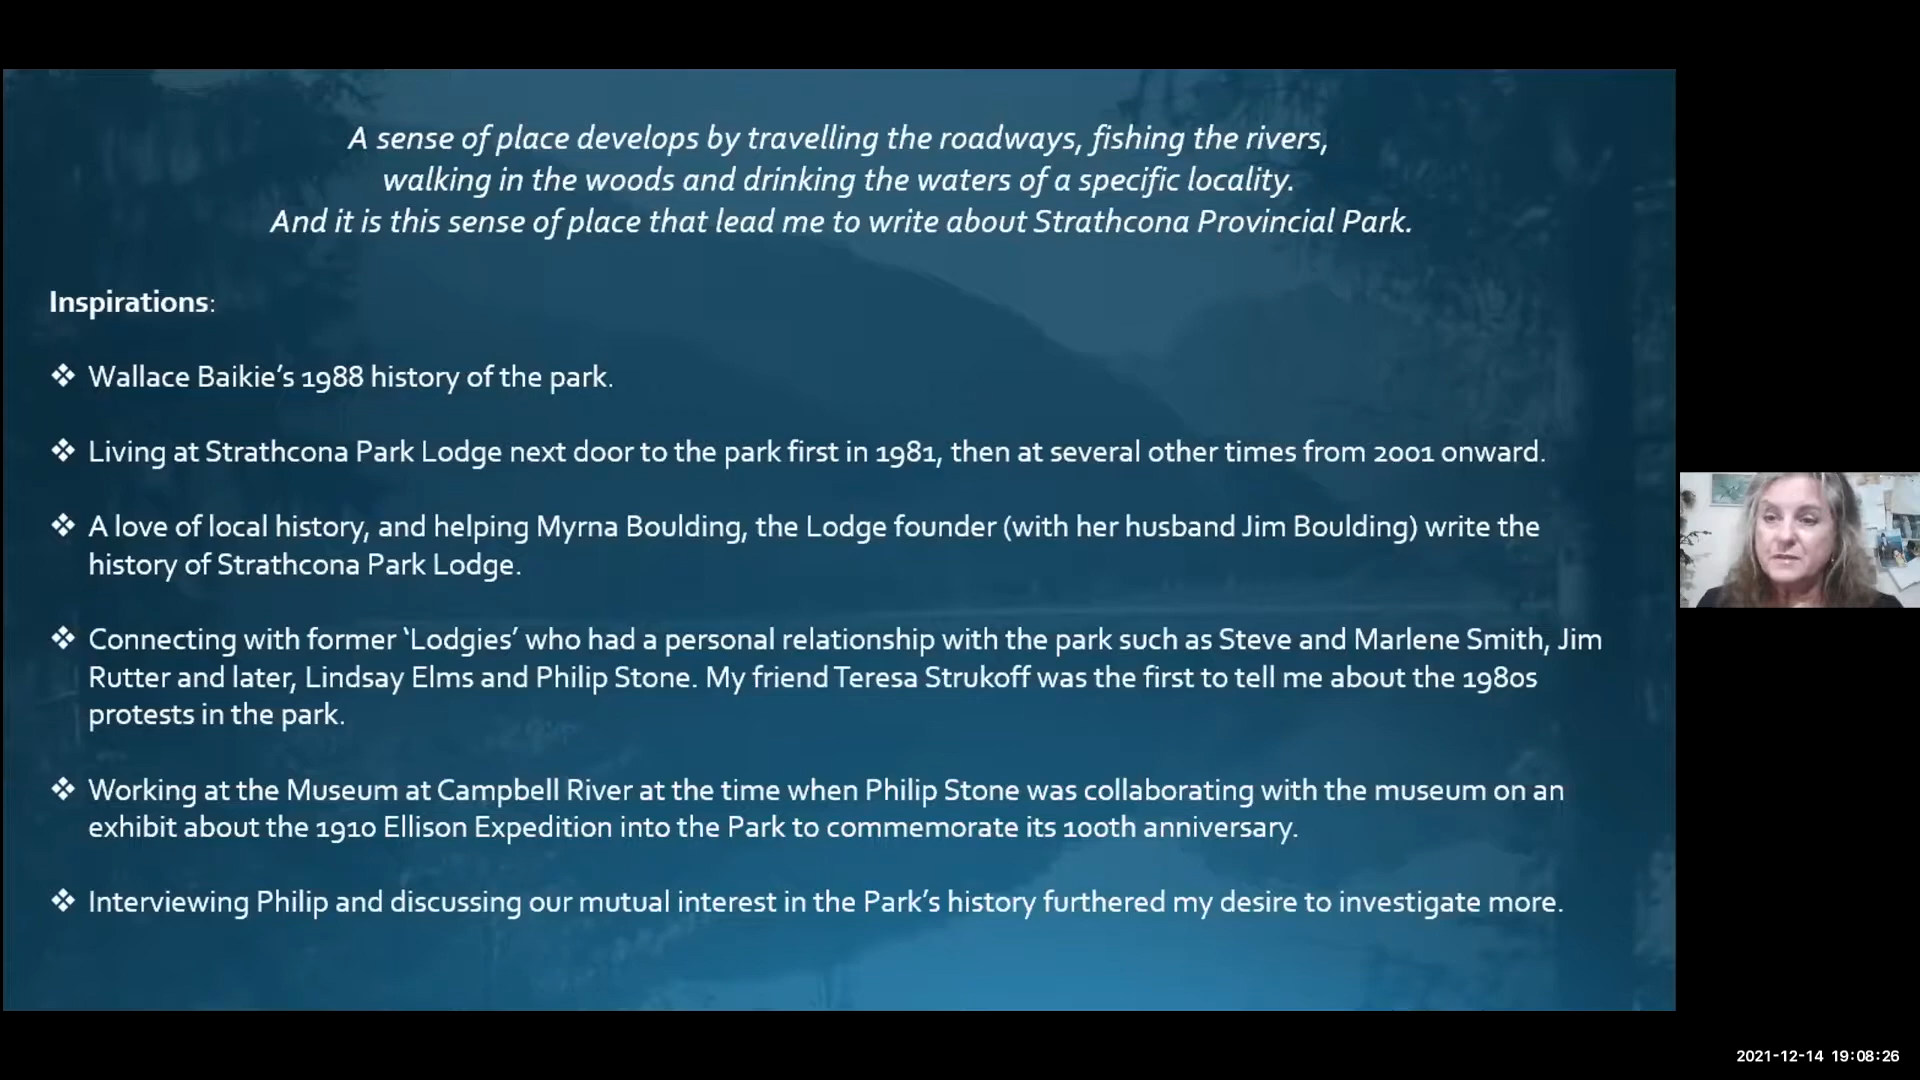 A sense of place develops by travelling the roadways, fishing the rivers,
walking in the woods and drinking the waters of a specific locality.
And it is this sense of place that lead me to write about Strathcona Provincial Park.
Inspirations:
❖ Wallace Baikie’s 1988 history of the park.
❖ Living at Strathcona Park Lodge next door to the park first in 1981, then at several other times from 2001 onward.
❖ A love of local history, and helping Myrna Boulding, the Lodge founder (with her husband Jim Boulding) write the
history of Strathcona Park Lodge.
❖ Connecting with former ‘Lodgies’ who had a personal relationship with the park such as Steve and Marlene Smith, Jim
Rutter and later, Lindsay Elms and Philip Stone. My friend Teresa Strukoff was the first to tell me about the 1980s
protests in the park.
❖ Working at the Museum at Campbell River at the time when Philip Stone was collaborating with the museum on an
exhibit about the 1910 Ellison Expedition into the Park to commemorate its 100th anniversary.
❖ Interviewing Philip and discussing our mutual interest in the Park’s history furthered my desire to investigate more.
2021-12-14 19:08:26